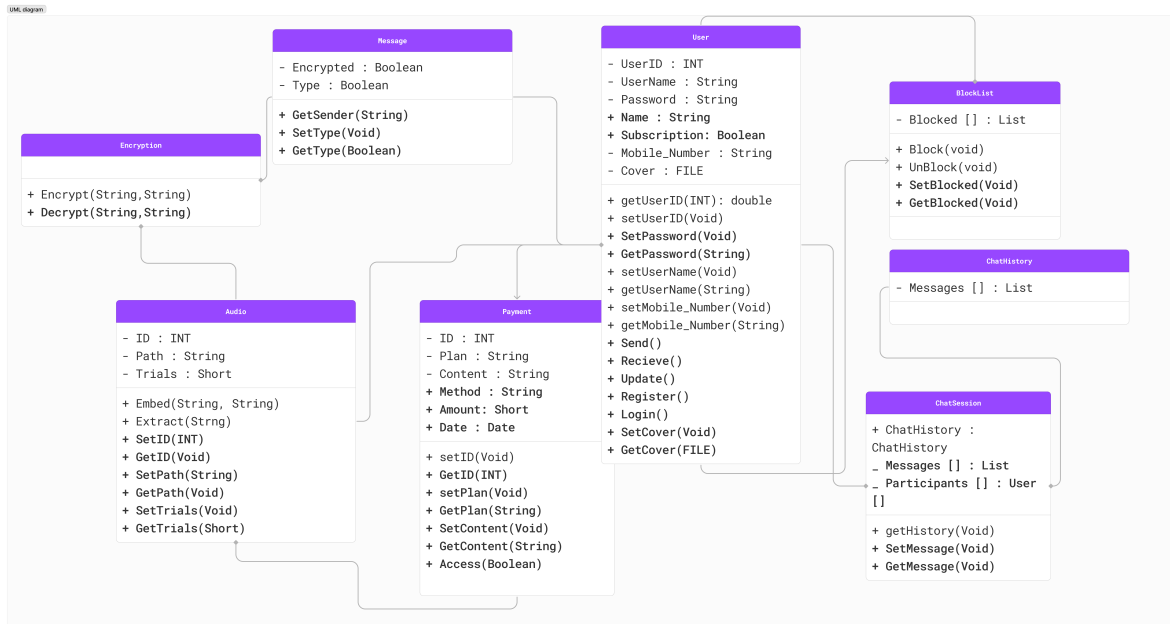 UML diagram
Message
- Encrypted : Boolean
- Type : Boolean
+ GetSender(String)
+ SetType(Void)
+ GetType(Boolean)
Encryption
+ Encrypt(String,String)
+ Decrypt(String,String)
User
- UserID : INT
- UserName : String
- Password : String
+ Name : String
+ Subscription: Boolean
- Mobile_Number : String
- Cover : FILE
+ getUserID(INT): double
+ setUserID(Void)
+ SetPassword(Void)
+ GetPassword(String)
+ setUserName(Void)
+ getUserName(String)
+ setMobile_Number(Void)
+ getMobile_Number(String)
+ Send()
+ Recieve()
+ Update()
+ Register()
+ Login()
+ SetCover(Void)
+ GetCover(FILE)
BlockList
- Blocked [] : List
+ Block(void)
+ UnBlock(void)
+ SetBlocked(Void)
+ GetBlocked(Void)
ChatHistory
- Messages [] : List
Audio
- ID : INT
- Path : String
- Trials : Short
+ Embed(String, String)
+ Extract(Strng)
+ SetID(INT)
+ GetID(Void)
+ SetPath(String)
+ GetPath(Void)
+ SetTrials(Void)
+ GetTrials(Short)
Payment
- ID : INT
- Plan : String
- Content : String
+ Method : String
+ Amount: Short
+ Date : Date
+ setID(Void)
+ GetID(INT)
+ setPlan(Void)
+ GetPlan(String)
+ SetContent(Void)
+ GetContent(String)
+ Access(Boolean)
ChatSession
+ ChatHistory :
ChatHistory
_ Messages [] : List
_ Participants [] : User
[]
+ getHistory(Void)
+ SetMessage(Void)
+ GetMessage(Void)